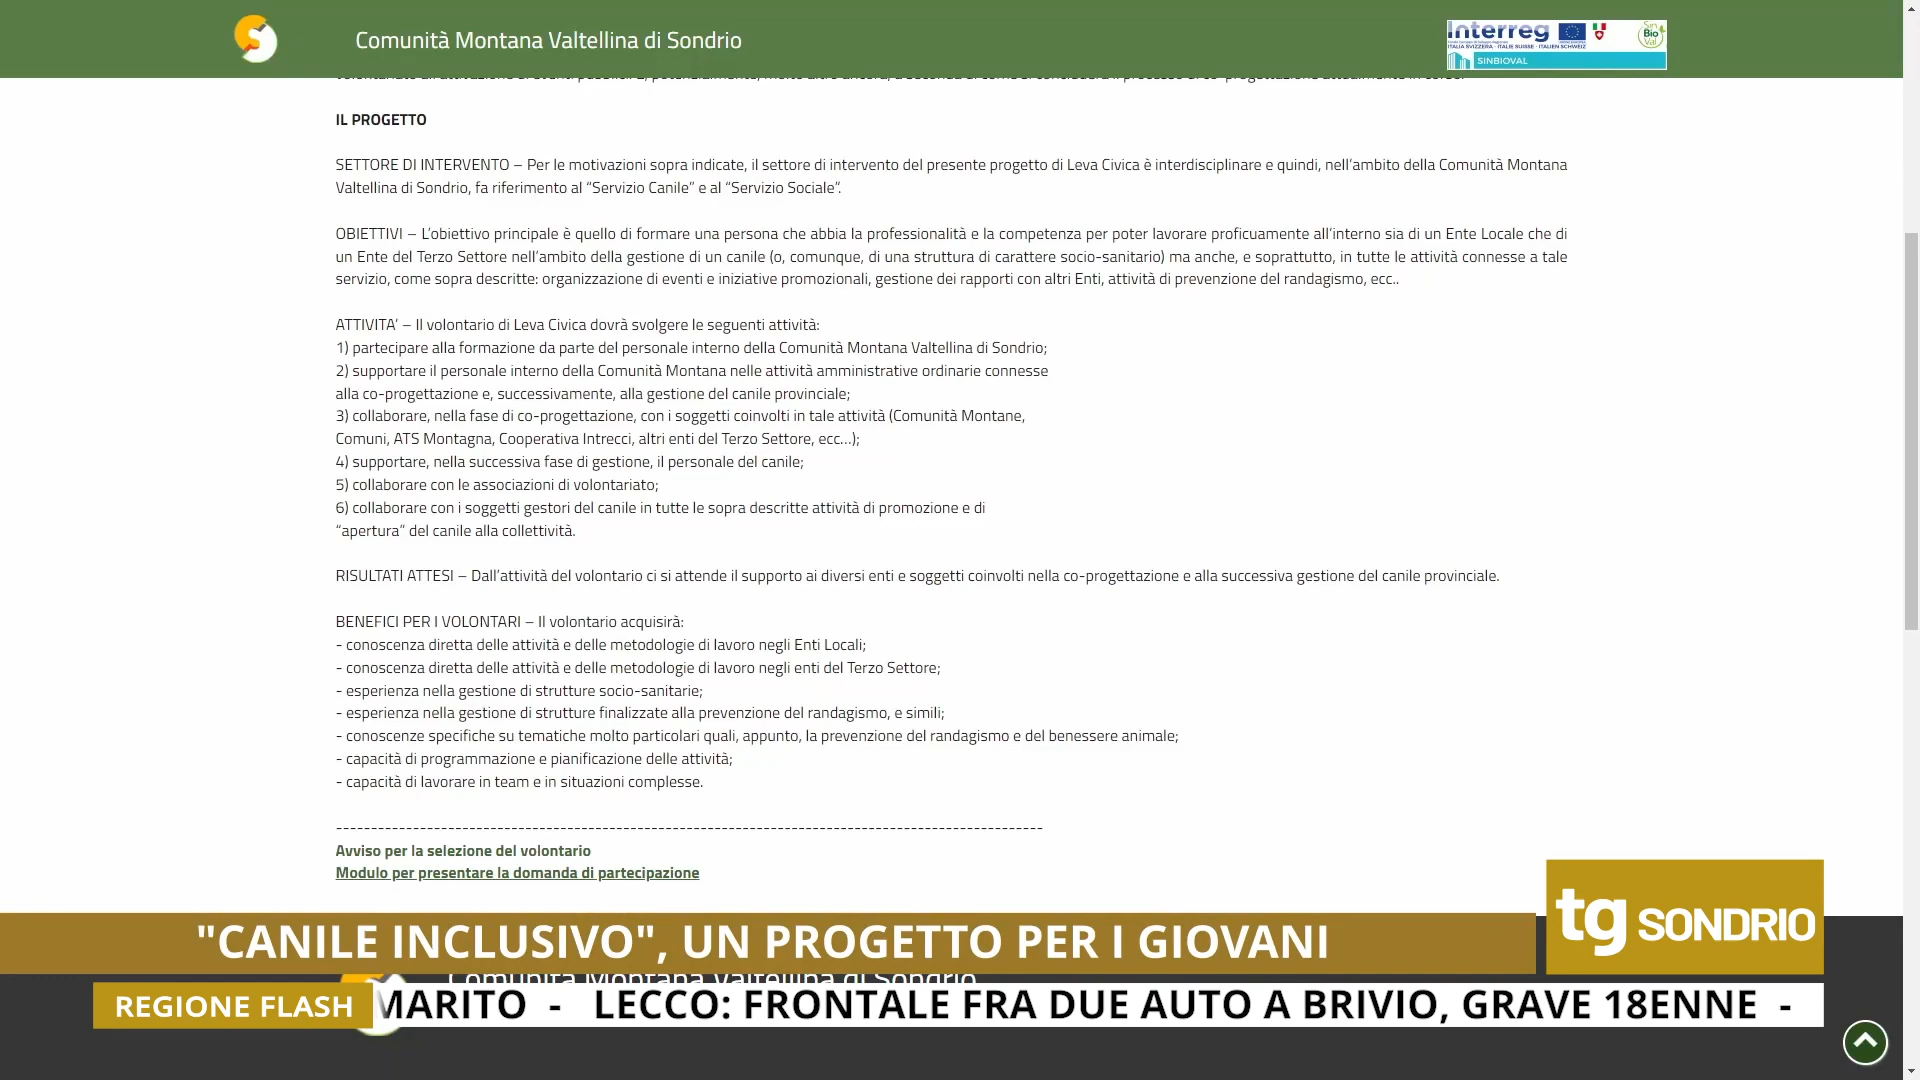 Comunità Montana Valtellina di Sondrio
Interreg
ITALIA SVIZZERA - ITALIE SUISSE - ITALIEN SCHWEIZ
Sin
Bio
Val
SINBIOVAL
IL PROGETTO
SETTORE DI INTERVENTO – Per le motivazioni sopra indicate, il settore di intervento del presente progetto di Leva Civica è interdisciplinare e quindi, nell'ambito della Comunità Montana
Valtellina di Sondrio, fa riferimento al “Servizio Canile” e al “Servizio Sociale”.
OBIETTIVI – L'obiettivo principale è quello di formare una persona che abbia la professionalità e la competenza per poter lavorare proficuamente all'interno sia di un Ente Locale che di
un Ente del Terzo Settore nell'ambito della gestione di un canile (o, comunque, di una struttura di carattere socio-sanitario) ma anche, e soprattutto, in tutte le attività connesse a tale
servizio, come sopra descritte: organizzazione di eventi e iniziative promozionali, gestione dei rapporti con altri Enti, attività di prevenzione del randagismo, ecc..
ATTIVITA' – Il volontario di Leva Civica dovrà svolgere le seguenti attività:
1) partecipare alla formazione da parte del personale interno della Comunità Montana Valtellina di Sondrio;
2) supportare il personale interno della Comunità Montana nelle attività amministrative ordinarie connesse
alla co-progettazione e, successivamente, alla gestione del canile provinciale;
3) collaborare, nella fase di co-progettazione, con i soggetti coinvolti in tale attività (Comunità Montane,
Comuni, ATS Montagna, Cooperativa Intrecci, altri enti del Terzo Settore, ecc...);
4) supportare, nella successiva fase di gestione, il personale del canile;
5) collaborare con le associazioni di volontariato;
6) collaborare con i soggetti gestori del canile in tutte le sopra descritte attività di promozione e di
“apertura” del canile alla collettività.
RISULTATI ATTESI – Dall'attività del volontario ci si attende il supporto ai diversi enti e soggetti coinvolti nella co-progettazione e alla successiva gestione del canile provinciale.
BENEFICI PER I VOLONTARI – Il volontario acquisirà:
- conoscenza diretta delle attività e delle metodologie di lavoro negli Enti Locali;
- conoscenza diretta delle attività e delle metodologie di lavoro negli enti del Terzo Settore;
- esperienza nella gestione di strutture socio-sanitarie;
- esperienza nella gestione di strutture finalizzate alla prevenzione del randagismo, e simili;
- conoscenze specifiche su tematiche molto particolari quali, appunto, la prevenzione del randagismo e del benessere animale;
- capacità di programmazione e pianificazione delle attività;
- capacità di lavorare in team e in situazioni complesse.
-----------------------------------------------------------------------------------------------------
Avviso per la selezione del volontario
Modulo per presentare la domanda di partecipazione
"CANILE INCLUSIVO", UN PROGETTO PER I GIOVANI
tg SONDRIO
Comunità Montana Valtellina di Sondrio
REGIONE FLASH
MARITO - LECCO: FRONTALE FRA DUE AUTO A BRIVIO, GRAVE 18ENNE -